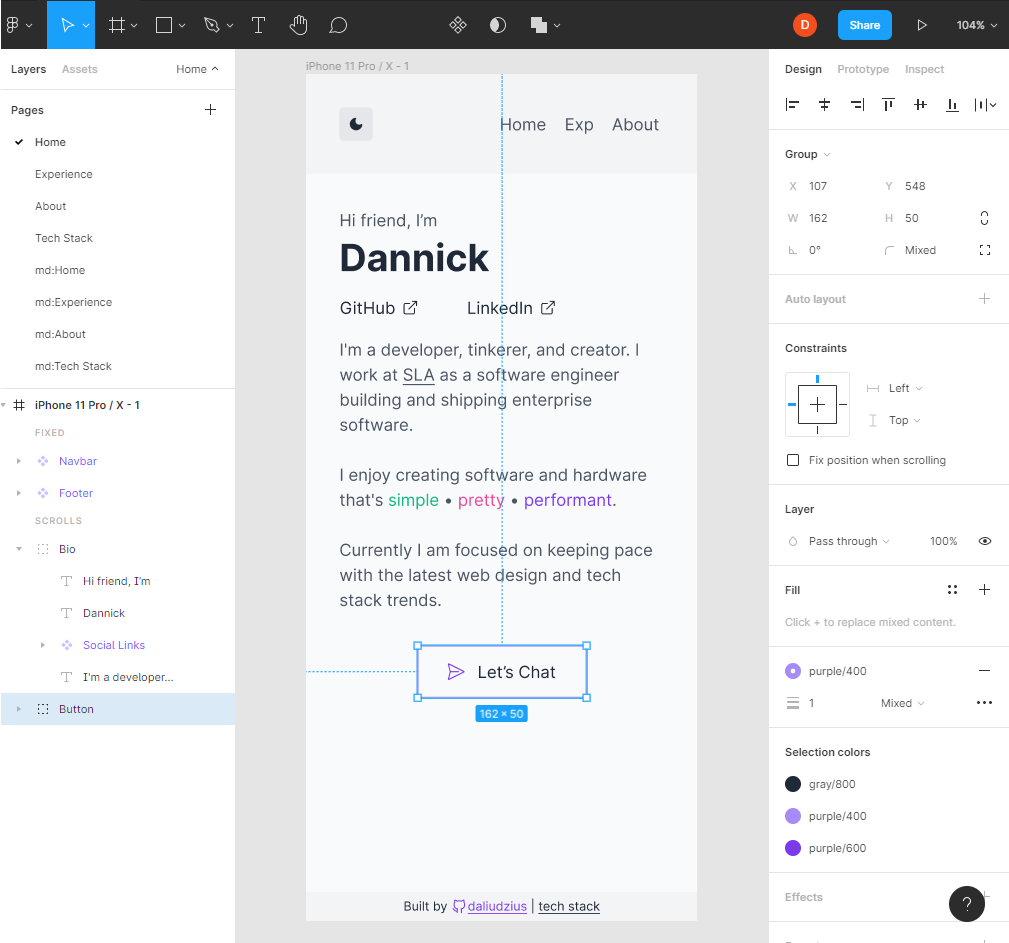 D
Share
104%
Layers
Assets
Home
Pages
Home
Experience
About
Tech Stack
md:Home
md:Experience
md:About
md:Tech Stack
iPhone 11 Pro / X - 1
FIXED
Navbar
Footer
SCROLLS
Bio
Hi friend, I’m
Dannick
Social Links
I'm a developer...
Button
iPhone 11 Pro / X - 1
Home Exp About
Hi friend, I’m
Dannick
GitHub LinkedIn
I'm a developer, tinkerer, and creator. I
work at SLA as a software engineer
building and shipping enterprise
software.
I enjoy creating software and hardware
that's simple • pretty • performant.
Currently I am focused on keeping pace
with the latest web design and tech
stack trends.
Let’s Chat
162 × 50
Built by daliudzius | tech stack
Design
Prototype
Inspect
Group
X 107 Y 548
W 162 H 50
0° Mixed
Auto layout
Constraints
Left
Top
Fix position when scrolling
Layer
Pass through 100%
Fill
Click + to replace mixed content.
purple/400
1 Mixed
Selection colors
gray/800
purple/400
purple/600
Effects
?